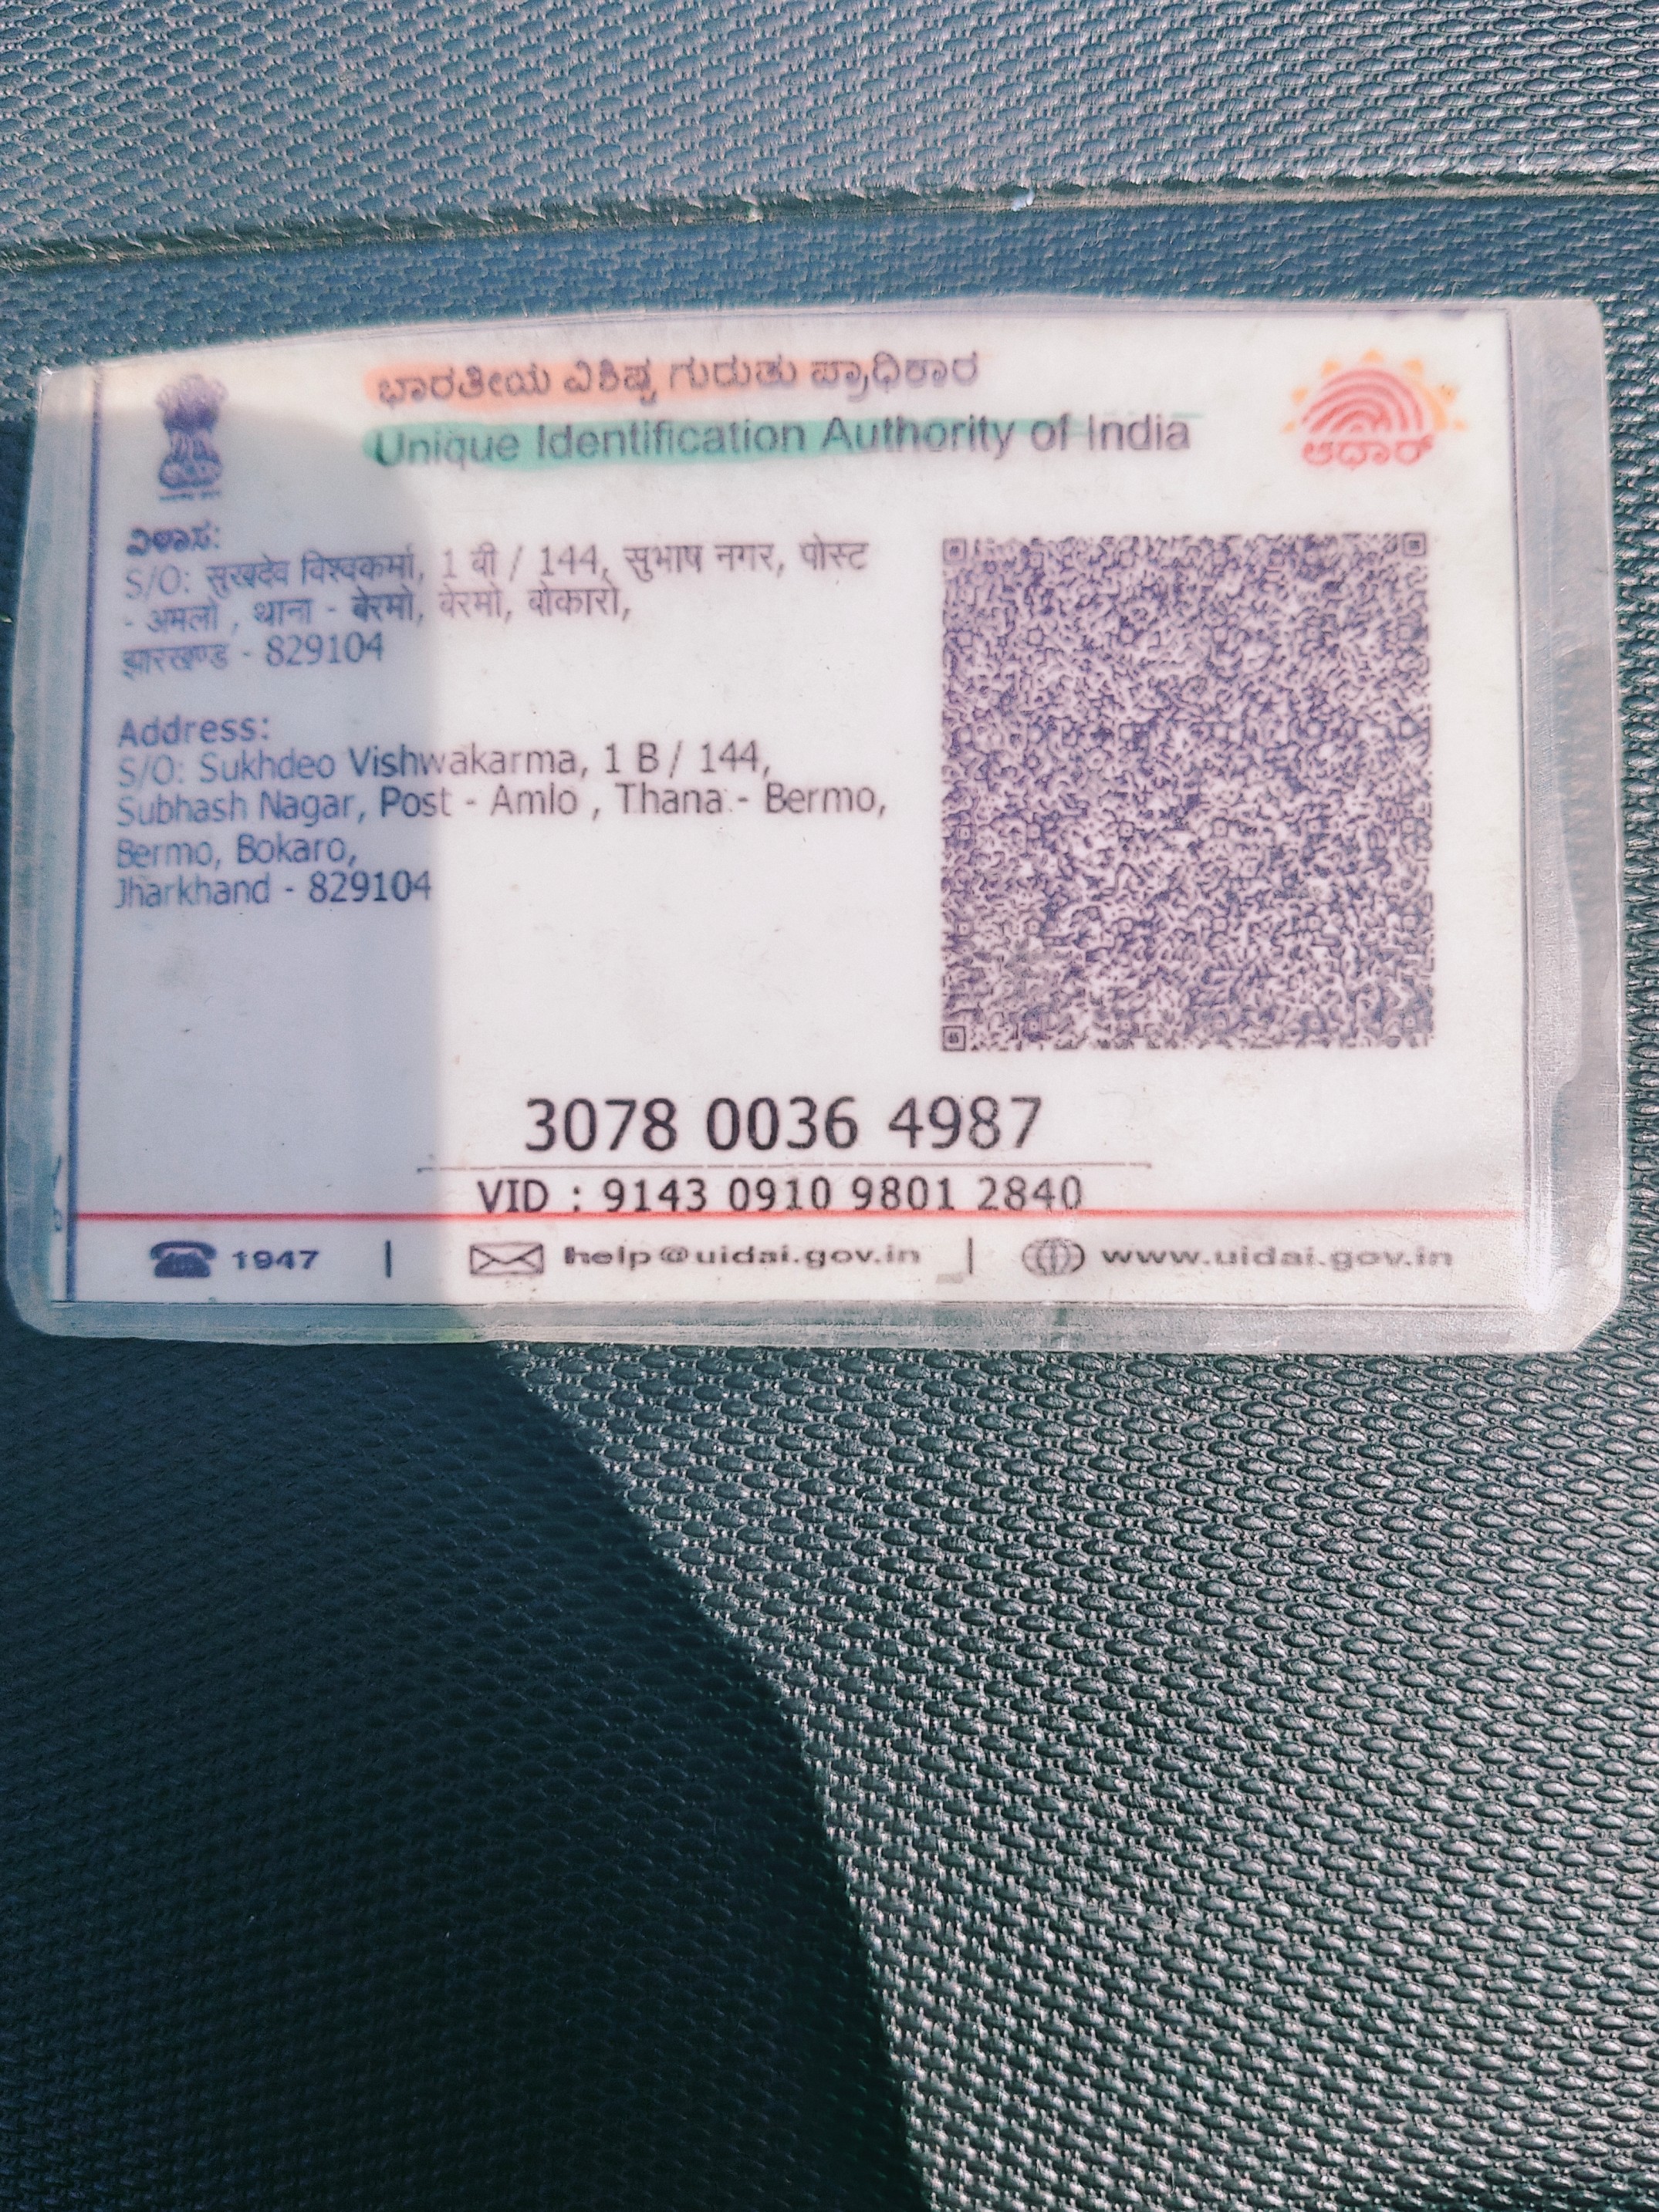 ಭಾರತೀಯ ವಿಶಿಷ್ಟ ಗುರುತು ಪ್ರಾಧಿಕಾರ
Unique Identification Authority of India
ಆಧಾರ್
ವಿಳಾಸ:
S/O: सुखदेव विश्वकर्मा, 1 बी / 144, सुभाष नगर, पोस्ट
- अमलो , थाना - बेरमो, बेरमो, बोकारो,
झारखण्ड - 829104
Address:
S/O: Sukhdeo Vishwakarma, 1 B / 144,
Subhash Nagar, Post - Amlo , Thana - Bermo,
Bermo, Bokaro,
Jharkhand - 829104
3078 0036 4987
VID : 9143 0910 9801 2840
1947 | help@uidai.gov.in | www.uidai.gov.in